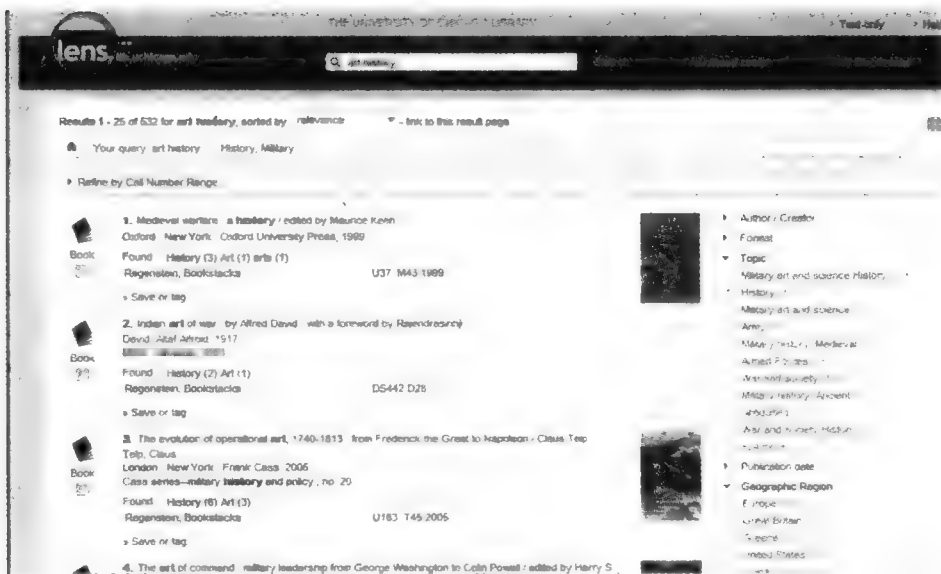 THE UNIVERSITY OF CHICAGO LIBRARY
Text-only
lens
art history
Results 1 - 25 of 532 for art history, sorted by relevance - link to this result page
Your query art history History, Military
Refine by Call Number Range
1. Medieval warfare a history / edited by Maurice Keen
Oxford New York Oxford University Press, 1999
Book
Found History (3) Art (1) arts (1)
Regenstein, Bookstacks U37 .M43 1999
» Save or tag
2. Indian art of war by Alfred David with a foreword by
David 1917
Book
Found History (2) Art (1)
Regenstein, Bookstacks DS442 D28
» Save or tag
3. The evolution of operational art, 1740-1813 from Frederick the Great to Napoleon / Claus Telp
Telp, Claus
London New York Frank Cass 2005
Book
Cass series--military history and policy, no. 20
Found History (6) Art (3)
Regenstein, Bookstacks U163 .T45 2005
» Save or tag
4. The art of command military leadership from George Washington to Colin Powell / edited by Harry S
Author / Creator
Format
Topic
Military art and science History
History
Military art and science
Military history, Medieval
Armed Forces
War and society
Military history, Ancient
War and society History
Publication date
Geographic Region
Europe
Great Britain
Greece
United States